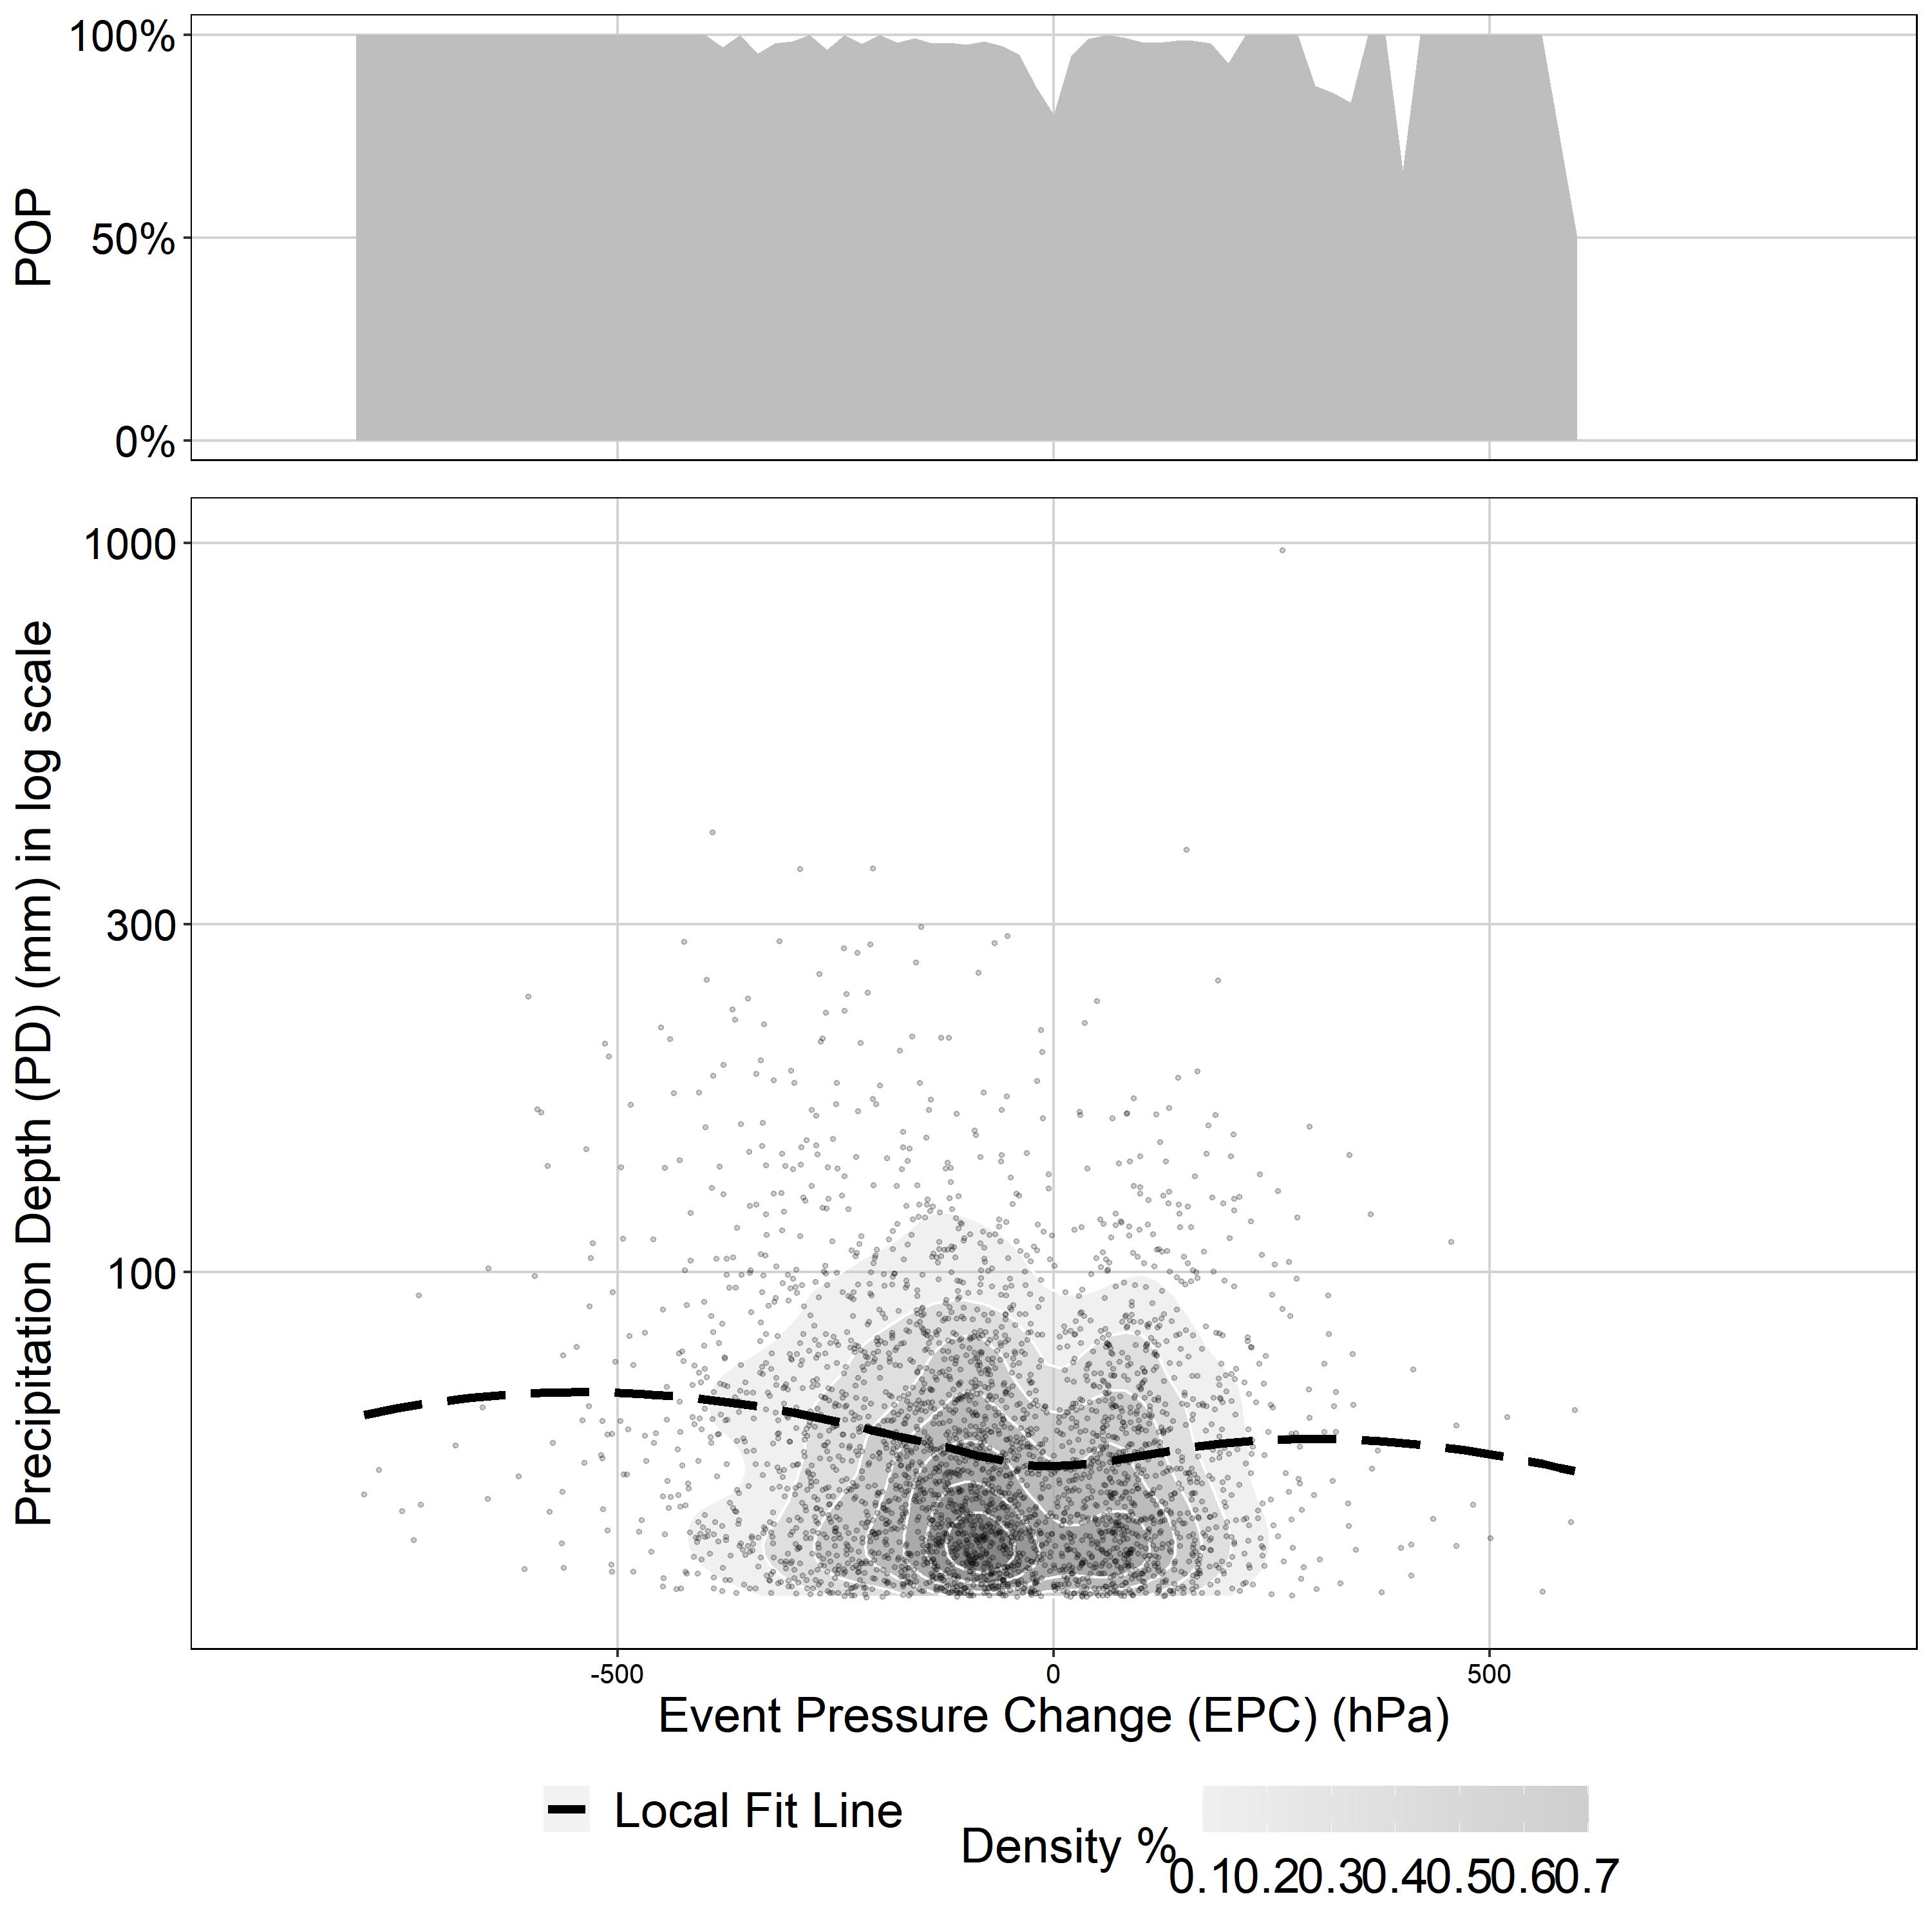 100%
50%
0%
POP
1000
300
100
Precipitation Depth (PD) (mm) in log scale
-500 0 500
Event Pressure Change (EPC) (hPa)
Local Fit Line
Density %
0.10.20.30.40.50.60.7